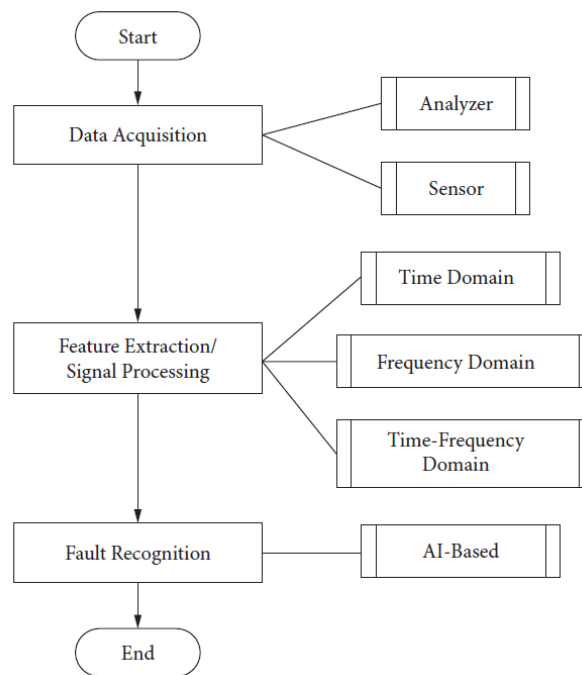 Start
Data Acquisition
Analyzer
Sensor
Feature Extraction/
Signal Processing
Time Domain
Frequency Domain
Time-Frequency
Domain
Fault Recognition
AI-Based
End